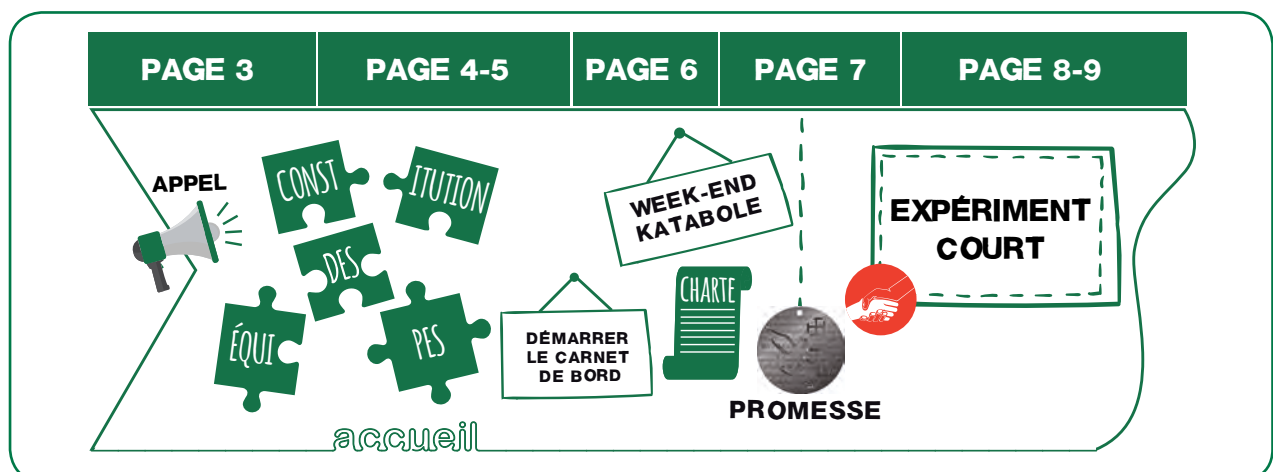 PAGE 3
PAGE 4-5
PAGE 6
PAGE 7
PAGE 8-9
APPEL
CONST
ITUTION
DES
ÉQUI
PES
accueil
DÉMARRER
LE CARNET
DE BORD
WEEK-END
KATABOLE
CHARTE
PROMESSE
EXPÉRIMENT
COURT